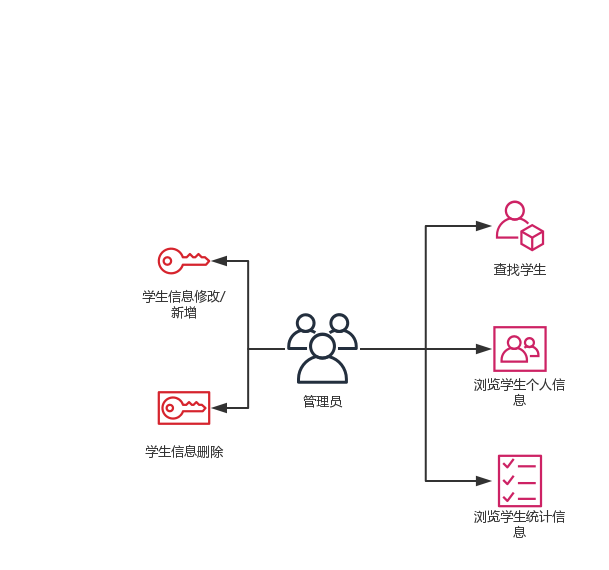 查找学生
学生信息修改/
新增
浏览学生个人信
息
管理员
学生信息删除
浏览学生统计信
息